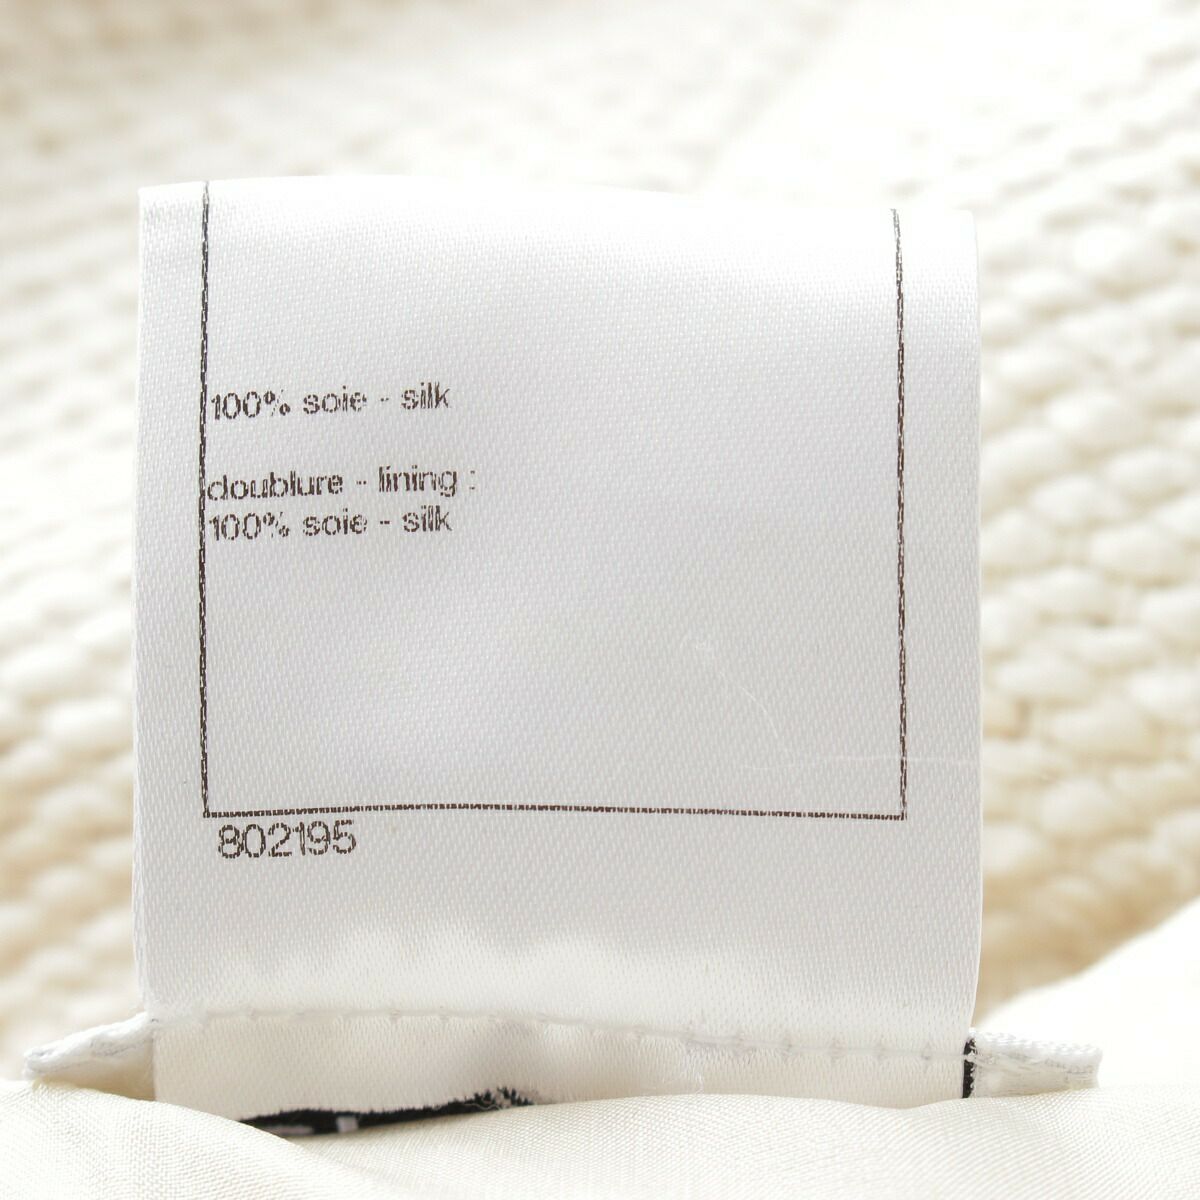 100% soie - silk
doublure - lining :
100% soie - silk
802195